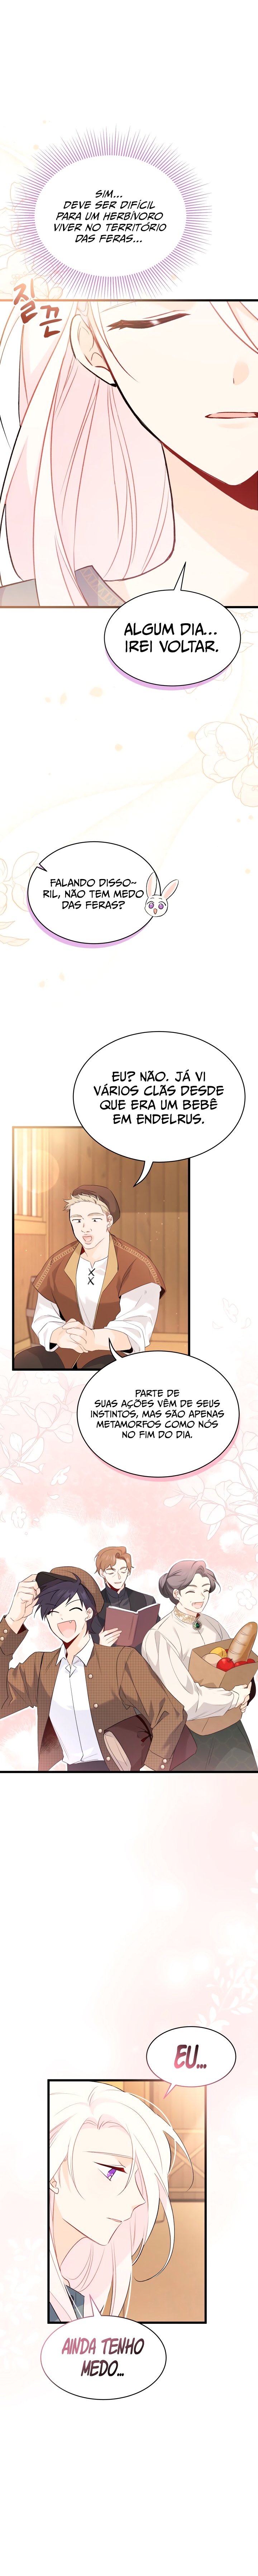 SIM...
DEVE SER DIFÍCIL
PARA UM HERBÍVORO
VIVER NO TERRITÓRIO
DAS FERAS...
질끈
ALGUM DIA...
IREI VOLTAR.
FALANDO DISSO~
RIL, NÃO TEM MEDO
DAS FERAS?
EU? NÃO. JÁ VI
VÁRIOS CLÃS DESDE
QUE ERA UM BEBÊ
EM ENDELRUS.
PARTE DE
SUAS AÇÕES VÊM DE SEUS
INSTINTOS, MAS SÃO APENAS
METAMORFOS COMO NÓS
NO FIM DO DIA.
EU...
AINDA TENHO
MEDO...